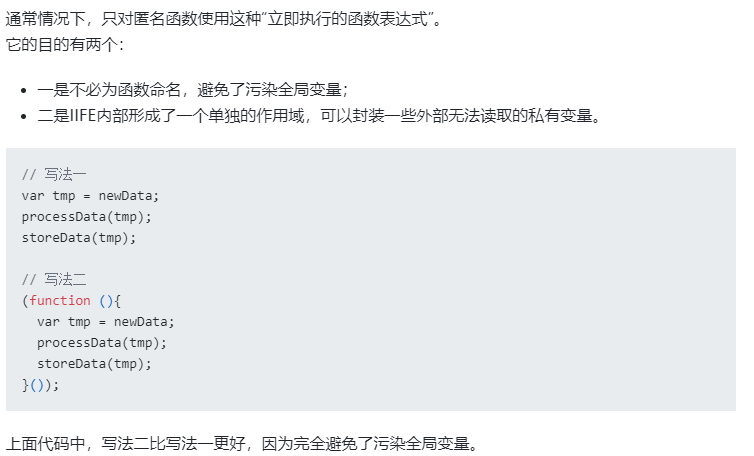 通常情况下，只对匿名函数使用这种“立即执行的函数表达式”。
它的目的有两个：
• 一是不必为函数命名，避免了污染全局变量；
• 二是IIFE内部形成了一个单独的作用域，可以封装一些外部无法读取的私有变量。
// 写法一
var tmp = newData;
processData(tmp);
storeData(tmp);
// 写法二
(function (){
  var tmp = newData;
  processData(tmp);
  storeData(tmp);
}());
上面代码中，写法二比写法一更好，因为完全避免了污染全局变量。